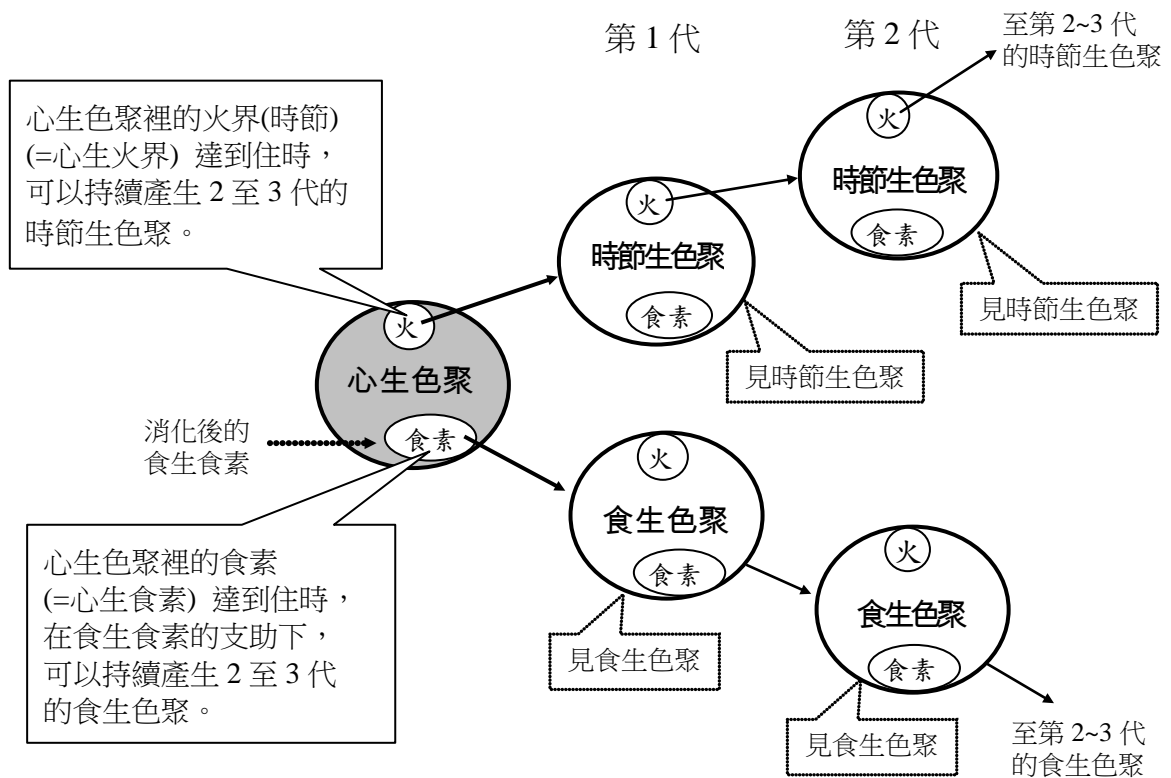 第 1 代
第 2 代
至第 2~3 代
的時節生色聚
心生色聚裡的火界(時節)
(=心生火界) 達到住時，
可以持續產生 2 至 3 代的
時節生色聚。
火
時節生色聚
食素
見時節生色聚
火
時節生色聚
食素
見時節生色聚
火
心生色聚
食素
消化後的
食生食素
心生色聚裡的食素
(=心生食素) 達到住時，
在食生食素的支助下，
可以持續產生 2 至 3 代
的食生色聚。
火
食生色聚
食素
見食生色聚
火
食生色聚
食素
見食生色聚
至第 2~3 代
的食生色聚